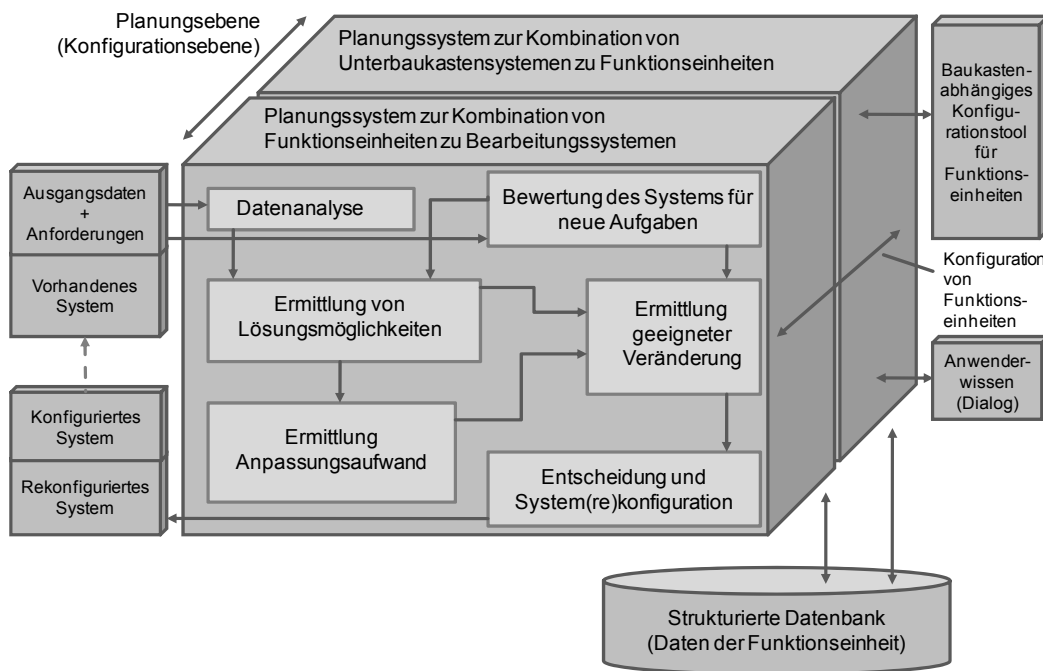 Planungsebene
(Konfigurationsebene)
Planungssystem zur Kombination von
Unterbaukastensystemen zu Funktionseinheiten
Planungssystem zur Kombination von
Funktionseinheiten zu Bearbeitungssystemen
Baukasten-
abhängiges
Konfigu-
rationstool
für
Funktions-
einheiten
Ausgangsdaten
+
Anforderungen
Vorhandenes
System
Datenanalyse
Bewertung des Systems für
neue Aufgaben
Ermittlung von
Lösungsmöglichkeiten
Ermittlung
geeigneter
Veränderung
Konfiguration
von
Funktions-
einheiten
Anwender-
wissen
(Dialog)
Konfiguriertes
System
Rekonfiguriertes
System
Ermittlung
Anpassungsaufwand
Entscheidung und
System(re)konfiguration
Strukturierte Datenbank
(Daten der Funktionseinheit)